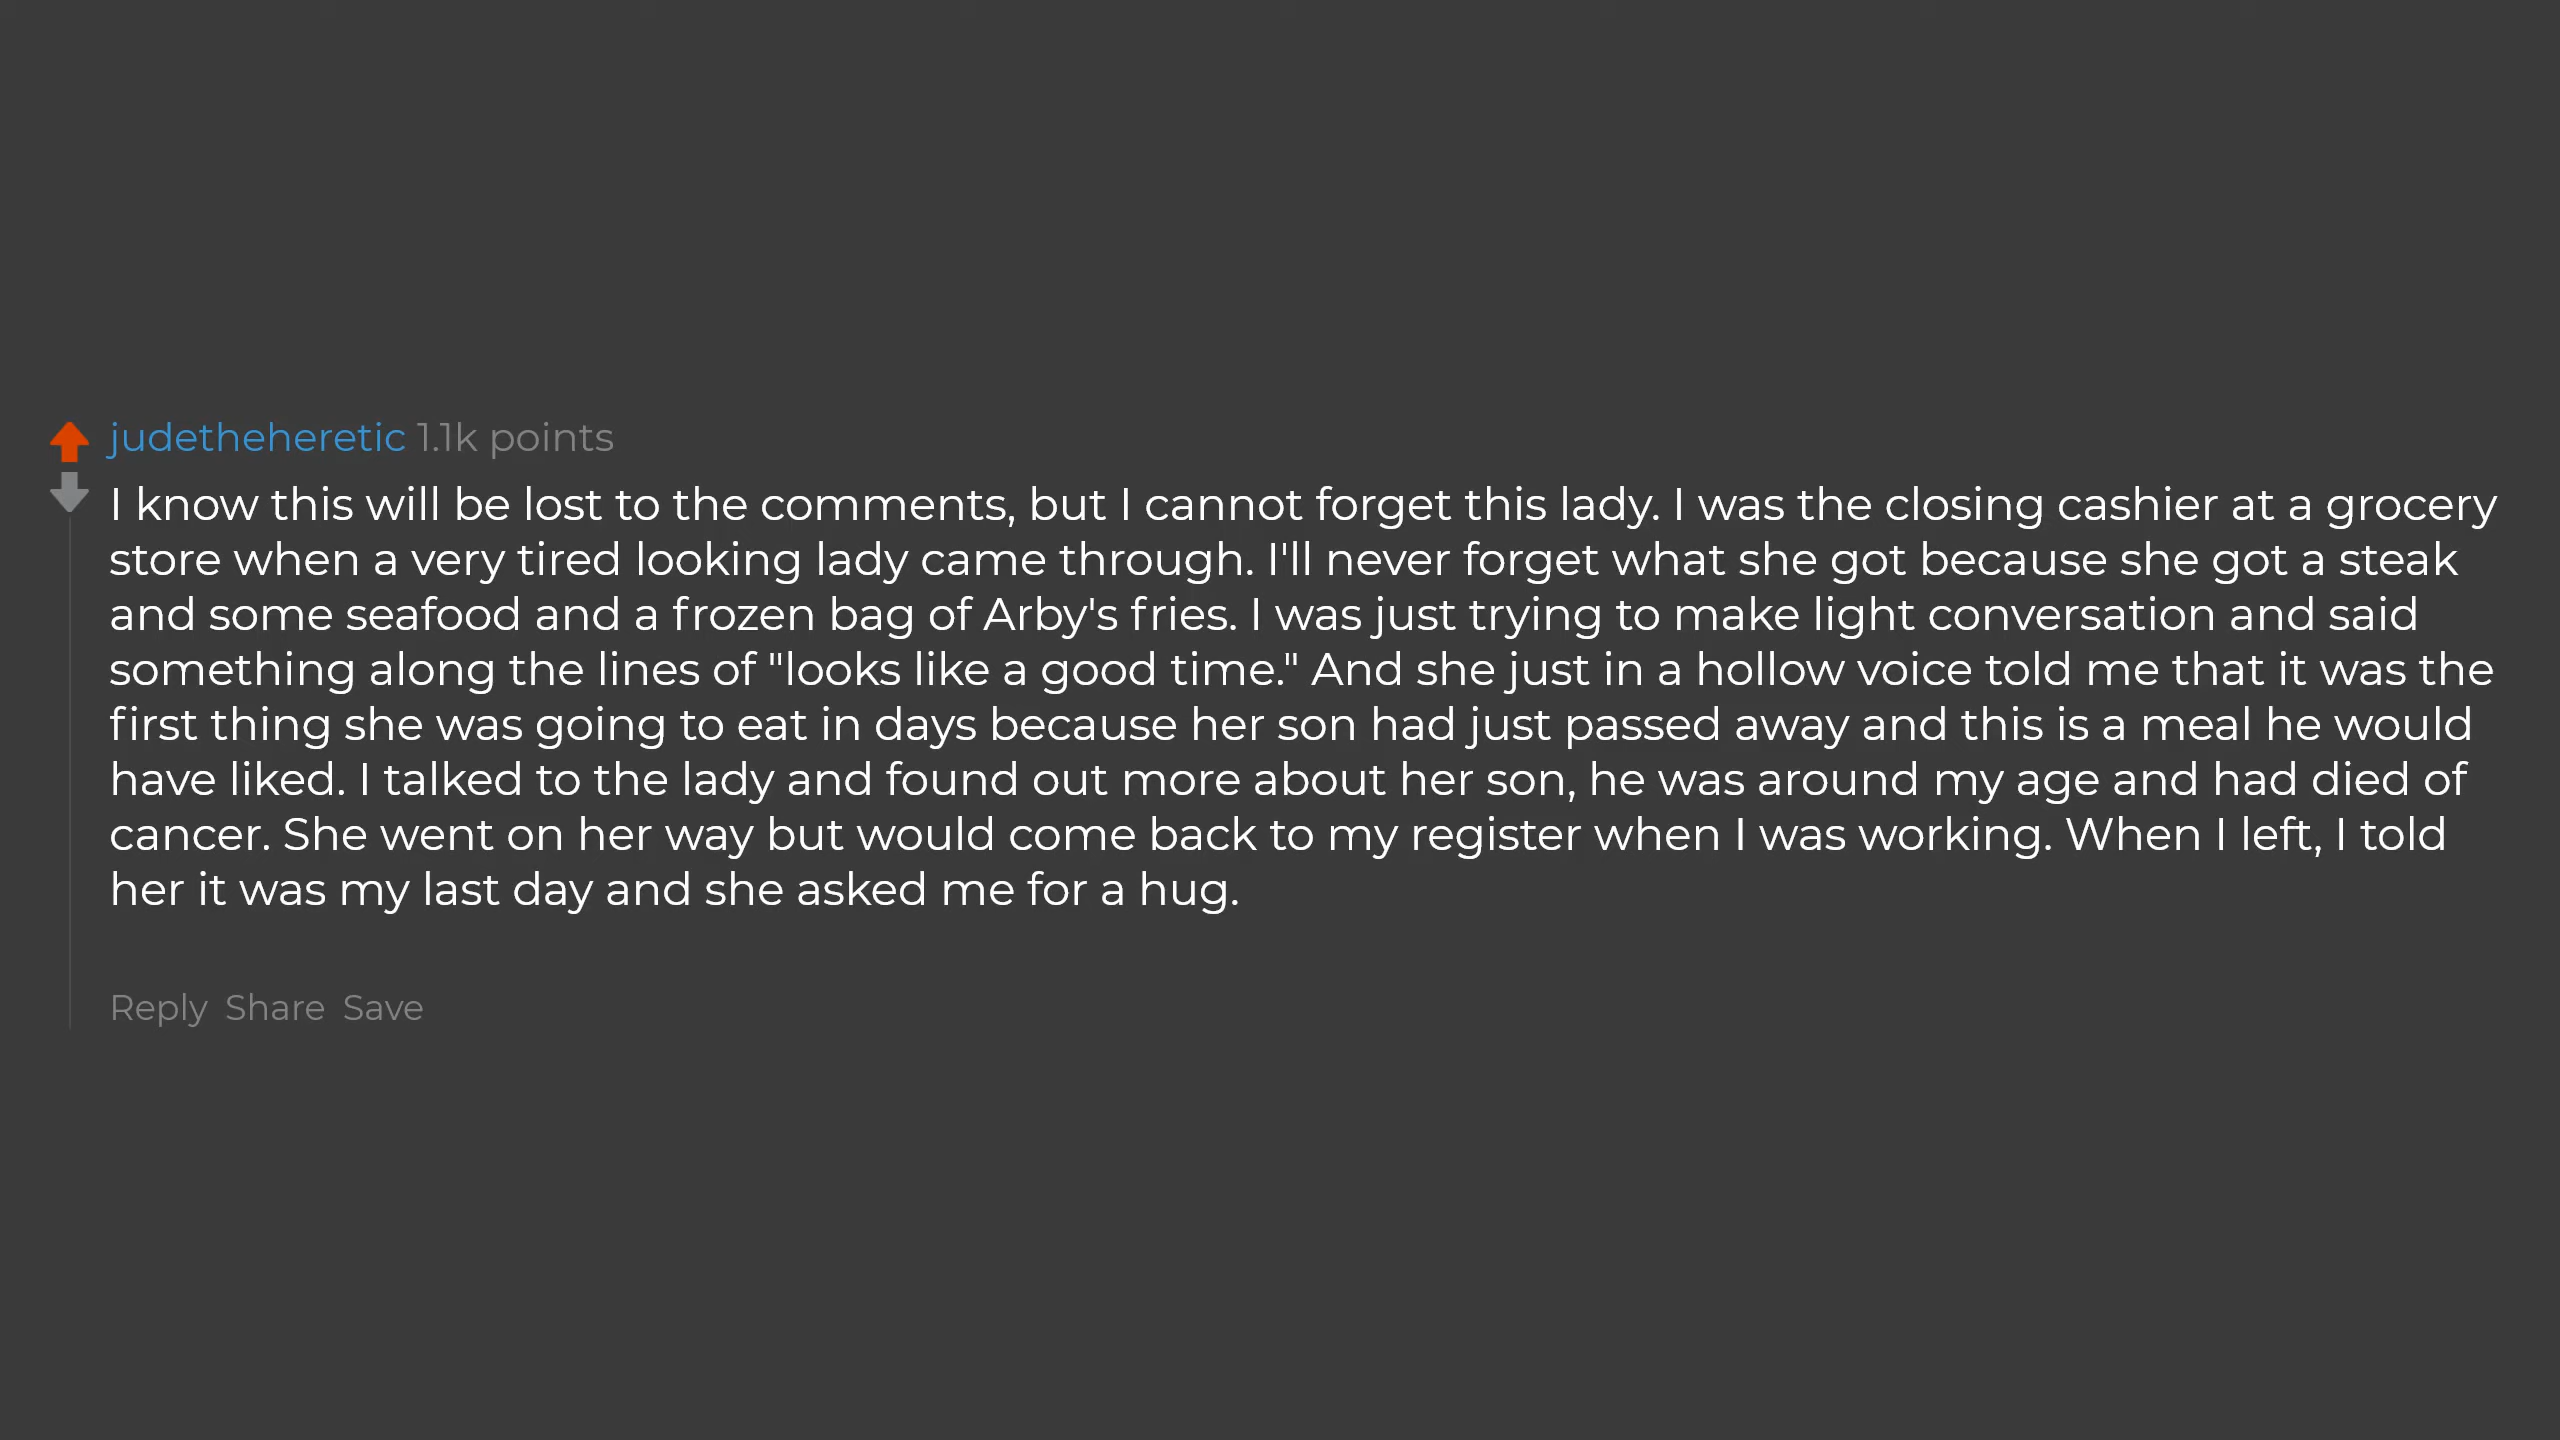 judetheheretic 1.1k points
I know this will be lost to the comments, but I cannot forget this lady. I was the closing cashier at a grocery
store when a very tired looking lady came through. I'll never forget what she got because she got a steak
and some seafood and a frozen bag of Arby's fries. I was just trying to make light conversation and said
something along the lines of "looks like a good time." And she just in a hollow voice told me that it was the
first thing she was going to eat in days because her son had just passed away and this is a meal he would
have liked. I talked to the lady and found out more about her son, he was around my age and had died of
cancer. She went on her way but would come back to my register when I was working. When I left, I told
her it was my last day and she asked me for a hug.
Reply Share Save